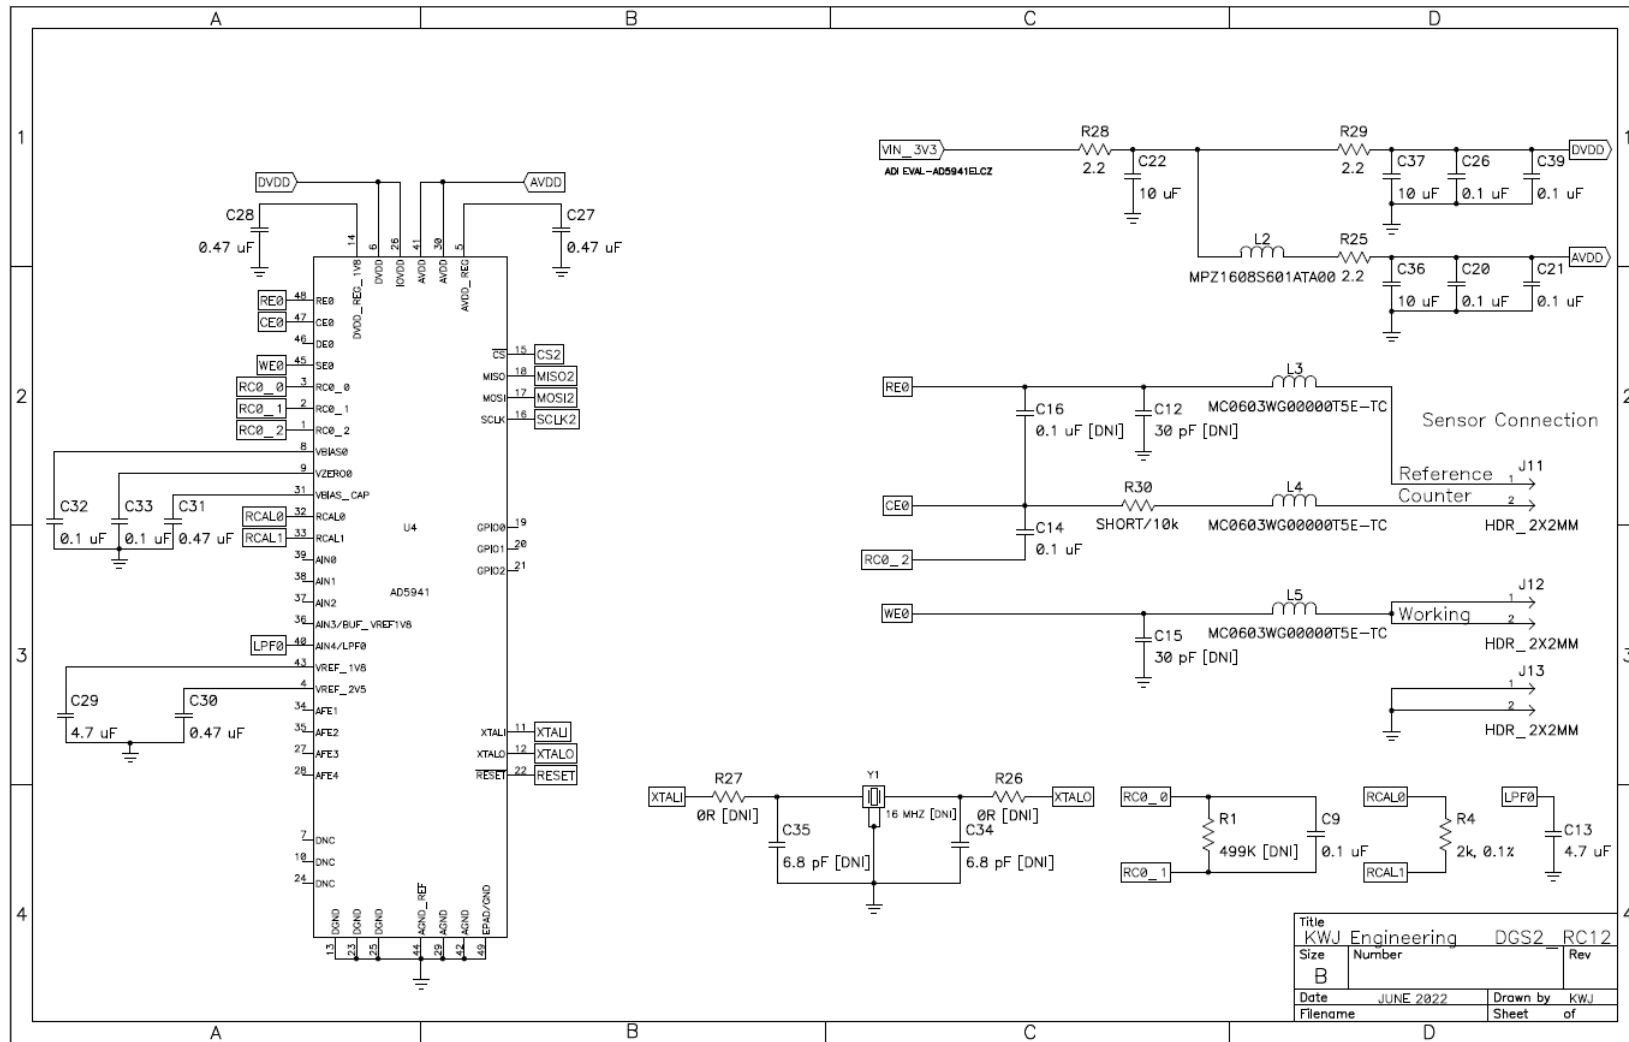 A B C D
1
2
3
4
1
2
3
4
A B C D
DVDD
AVDD
C28
0.47 uF
C27
0.47 uF
14 6 26 41 30 5
DVDD_REG_1V8
DVDD
IOVDD
AVDD
AVDD
AVDD_REG
RE0 48 RE0
CE0 47 CE0
46 DE0
WE0 45 SE0
RC0_0 3 RC0_0
RC0_1 2 RC0_1
RC0_2 1 RC0_2
8 VBIAS0
9 VZERO0
31 VBIAS_CAP
RCAL0 32 RCAL0
RCAL1 33 RCAL1
39 AIN0
38 AIN1
37 AIN2
36 AIN3/BUF_VREF1V8
LPF0 40 AIN4/LPF0
43 VREF_1V8
4 VREF_2V5
34 AFE1
35 AFE2
27 AFE3
28 AFE4
7 DNC
10 DNC
24 DNC
C32
0.1 uF
C33
0.1 uF
C31
0.47 uF
C29
4.7 uF
C30
0.47 uF
U4
AD5941
CS 15 CS2
MISO 18 MISO2
MOSI 17 MOSI2
SCLK 16 SCLK2
GPIO0 19
GPIO1 20
GPIO2 21
XTALI 11 XTALI
XTALO 12 XTALO
RESET 22 RESET
DGND
DGND
DGND
AGND_REF
AGND
AGND
EPAD/GND
13 23 25 44 29 42 49
VIN_3V3
ADI EVAL-AD5941ELCZ
R28
2.2
C22
10 uF
R29
2.2
C37
10 uF
C26
0.1 uF
C39
0.1 uF
DVDD
L2
MPZ1608S601ATA00
R25
2.2
C36
10 uF
C20
0.1 uF
C21
0.1 uF
AVDD
RE0
C16
0.1 uF [DNI]
C12
30 pF [DNI]
L3
MC0603WG00000T5E-TC
Sensor Connection
Reference
Counter
J11
1
2
HDR_2X2MM
CE0
R30
SHORT/10k
L4
MC0603WG00000T5E-TC
C14
0.1 uF
RC0_2
WE0
C15
30 pF [DNI]
L5
MC0603WG00000T5E-TC
Working
J12
1
2
HDR_2X2MM
J13
1
2
HDR_2X2MM
XTALI
R27
0R [DNI]
C35
6.8 pF [DNI]
Y1
16 MHZ [DNI]
C34
6.8 pF [DNI]
R26
0R [DNI]
XTALO
RC0_0
RC0_1
R1
499K [DNI]
C9
0.1 uF
RCAL0
RCAL1
R4
2k, 0.1%
LPF0
C13
4.7 uF
Title
KWJ Engineering DGS2_RC12
Size Number Rev
B
Date JUNE 2022 Drawn by KWJ
Filename Sheet of